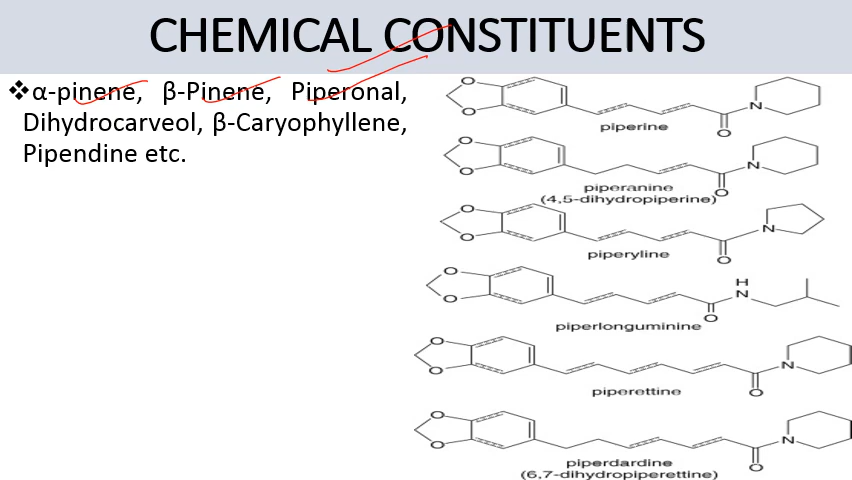 CHEMICAL CONSTITUENTS
❖α-pinene, β-Pinene, Piperonal,
Dihydrocarveol, β-Caryophyllene,
Pipendine etc.
O
O
N
O
piperine
O
O
N
O
piperanine
(4,5-dihydropiperine)
O
O
N
O
piperyline
O
O
H
N
O
piperlonguminine
O
O
N
O
piperettine
O
O
N
O
piperdardine
(6,7-dihydropiperettine)